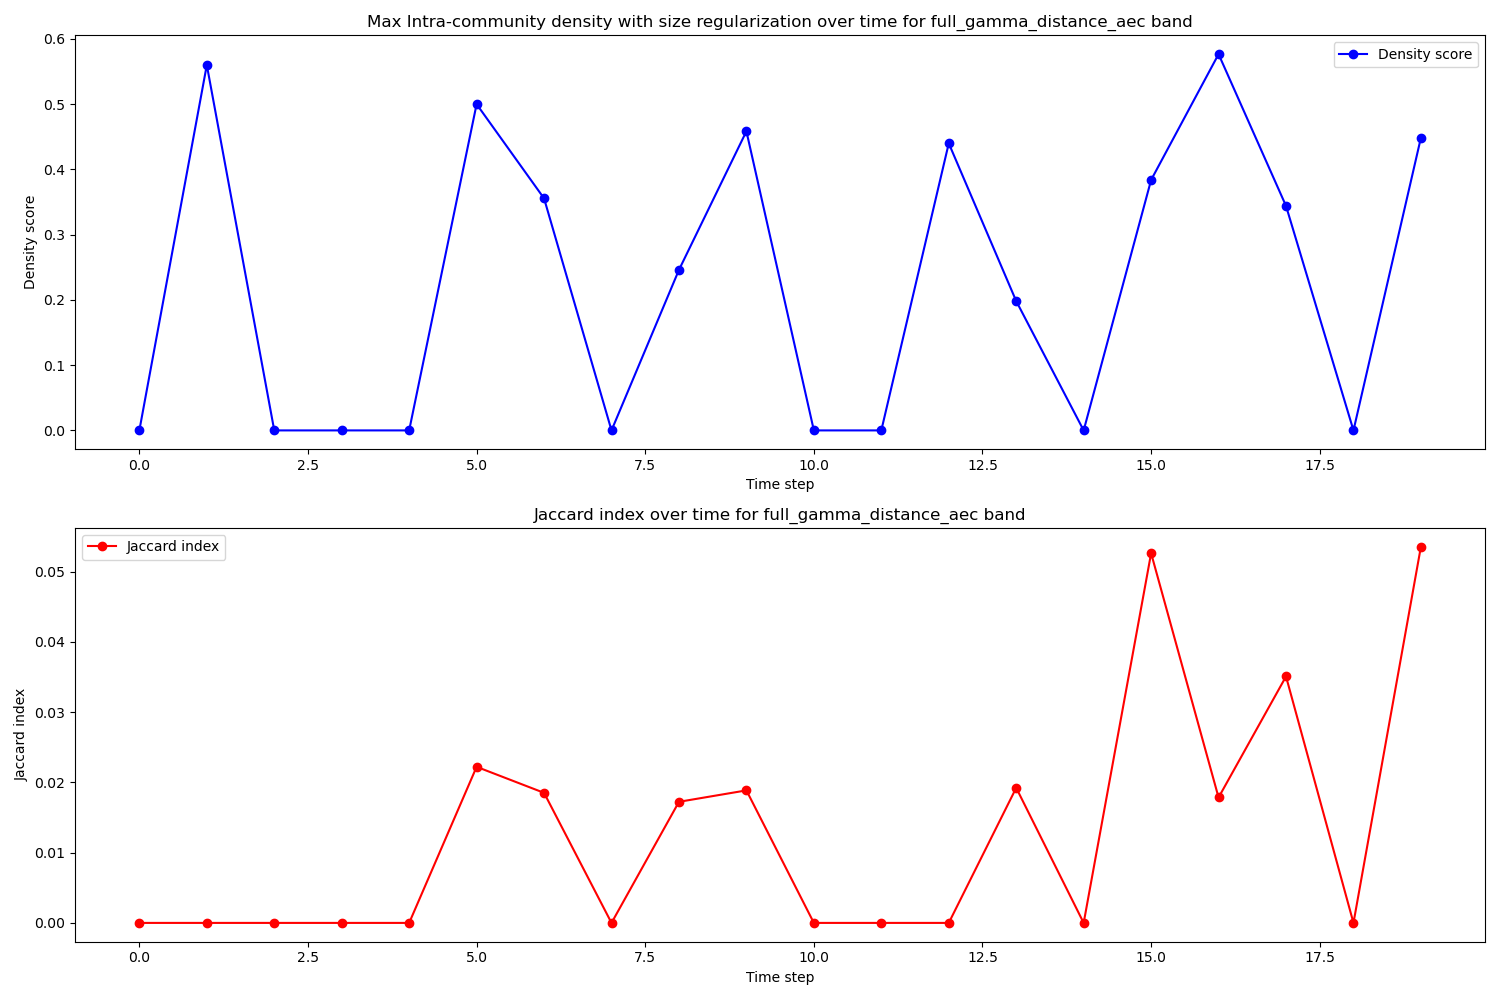 Max Intra-community density with size regularization over time for full_gamma_distance_aec band
Density score
0.6
0.5
0.4
0.3
0.2
0.1
0.0
Density score
0.0 2.5 5.0 7.5 10.0 12.5 15.0 17.5
Time step
Jaccard index over time for full_gamma_distance_aec band
Jaccard index
0.05
0.04
0.03
0.02
0.01
0.00
Jaccard index
0.0 2.5 5.0 7.5 10.0 12.5 15.0 17.5
Time step